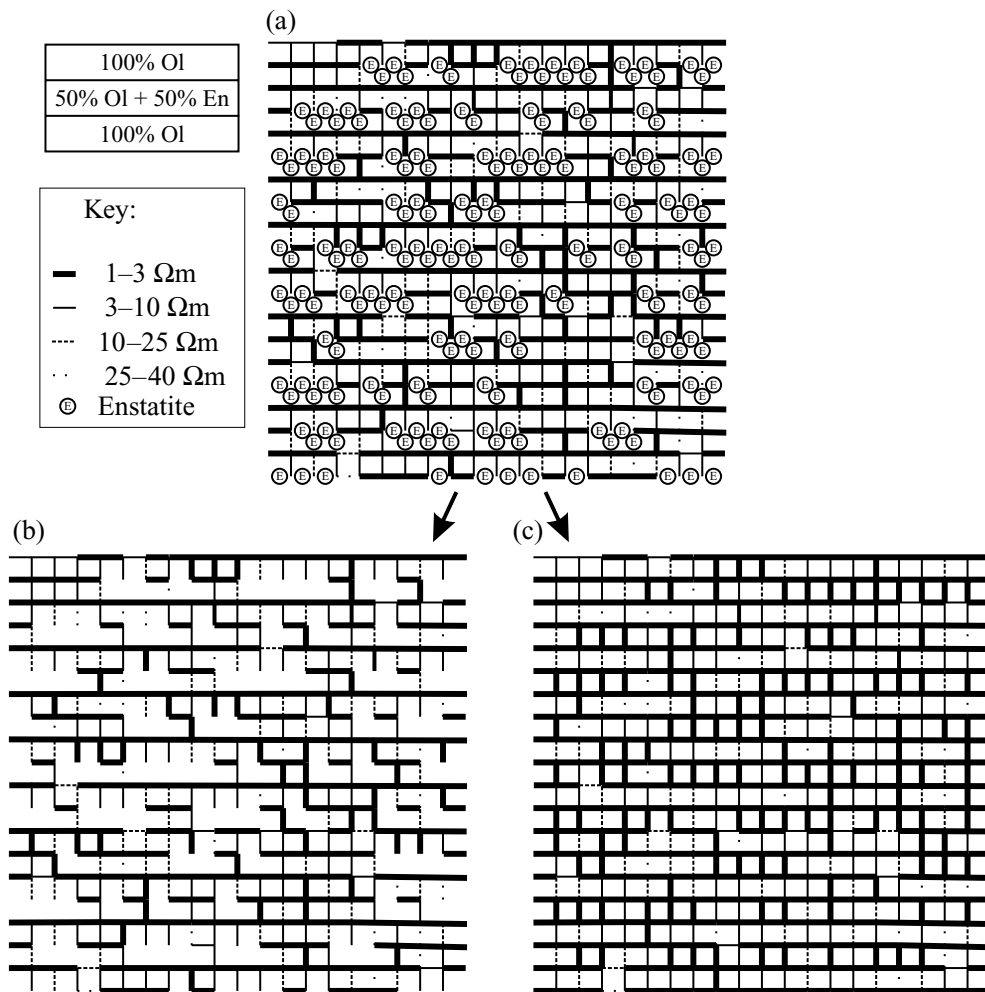 (a)
100% Ol
50% Ol + 50% En
100% Ol
Key:
1–3 Ωm
3–10 Ωm
10–25 Ωm
25–40 Ωm
Ⓔ Enstatite
(b)
(c)